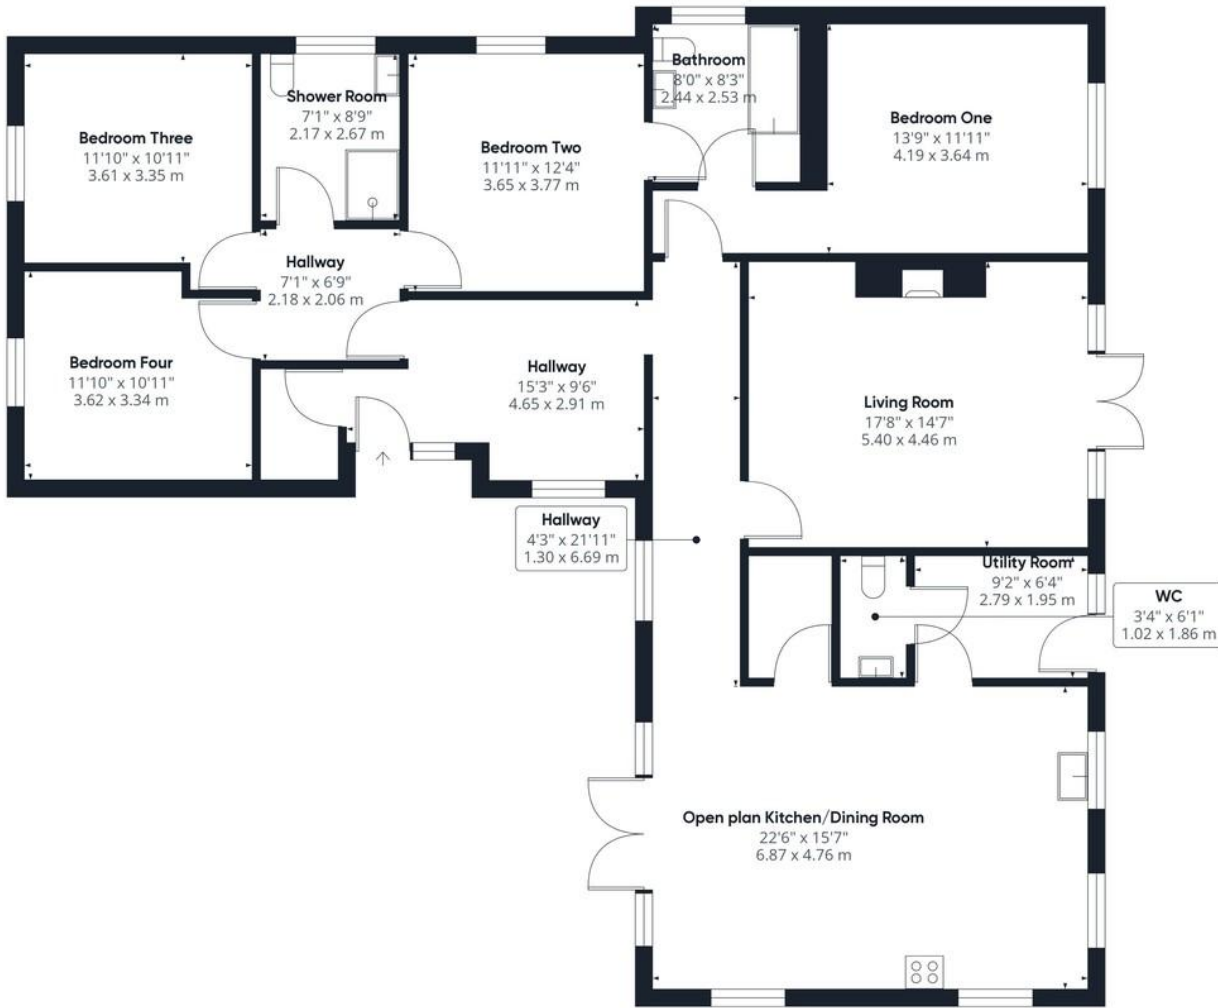 Bathroom
8'0" x 8'3"
2.44 x 2.53 m
Bedroom One
13'9" x 11'11"
4.19 x 3.64 m
Shower Room
7'1" x 8'9"
2.17 x 2.67 m
Bedroom Three
11'10" x 10'11"
3.61 x 3.35 m
Bedroom Two
11'11" x 12'4"
3.65 x 3.77 m
Hallway
7'1" x 6'9"
2.18 x 2.06 m
Bedroom Four
11'10" x 10'11"
3.62 x 3.34 m
Hallway
15'3" x 9'6"
4.65 x 2.91 m
Living Room
17'8" x 14'7"
5.40 x 4.46 m
Hallway
4'3" x 21'11"
1.30 x 6.69 m
Utility Room
9'2" x 6'4"
2.79 x 1.95 m
WC
3'4" x 6'1"
1.02 x 1.86 m
Open plan Kitchen/Dining Room
22'6" x 15'7"
6.87 x 4.76 m